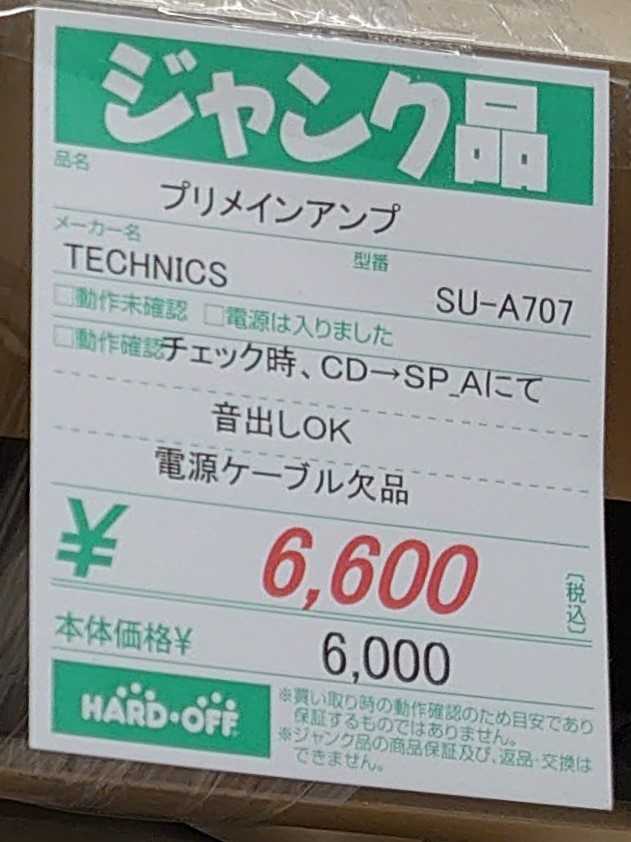 ジャンク品
品名
プリメインアンプ
メーカー名
TECHNICS
型番
SU-A707
□動作未確認 □電源は入りました
□動作確認チェック時、CD→SP_Aにて
音出しOK
電源ケーブル欠品
¥ 6,600 〔税込〕
本体価格¥ 6,000
HARD・OFF
※買い取り時の動作確認のため目安であり
保証するものではありません。
※ジャンク品の商品保証及び、返品・交換は
できません。